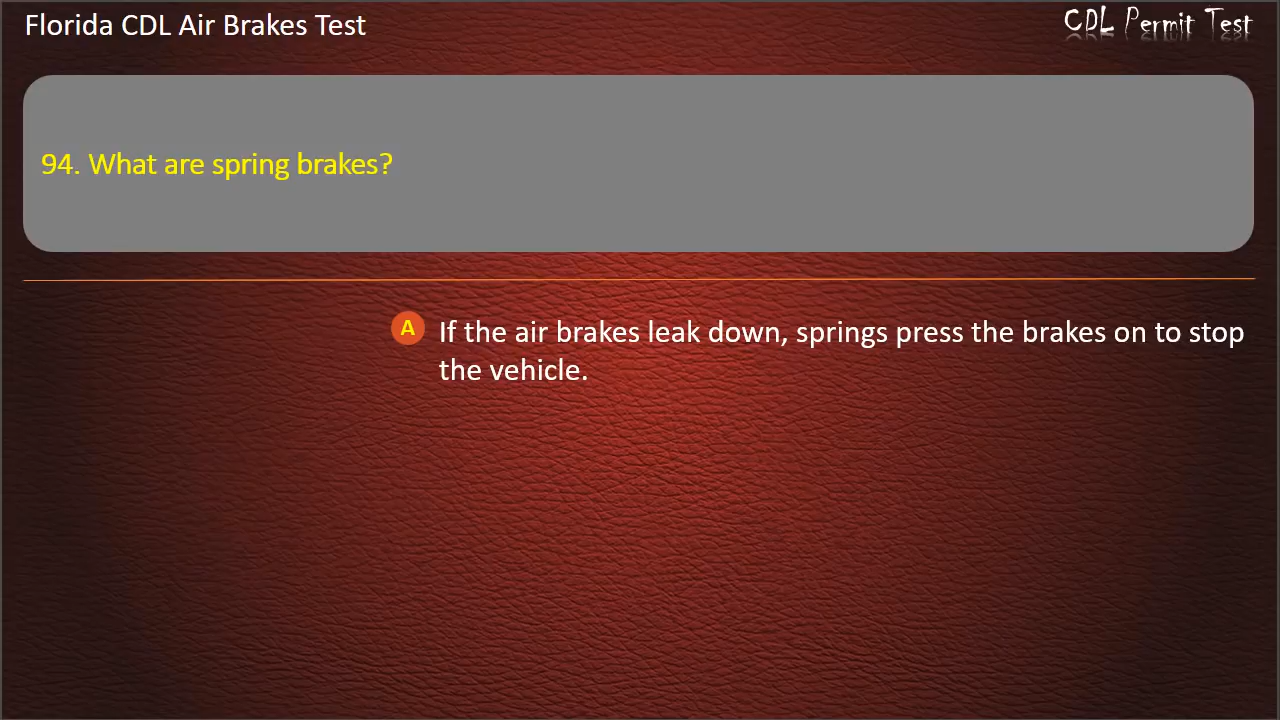 Florida CDL Air Brakes Test
CDL Permit Test
94. What are spring brakes?
A If the air brakes leak down, springs press the brakes on to stop
the vehicle.